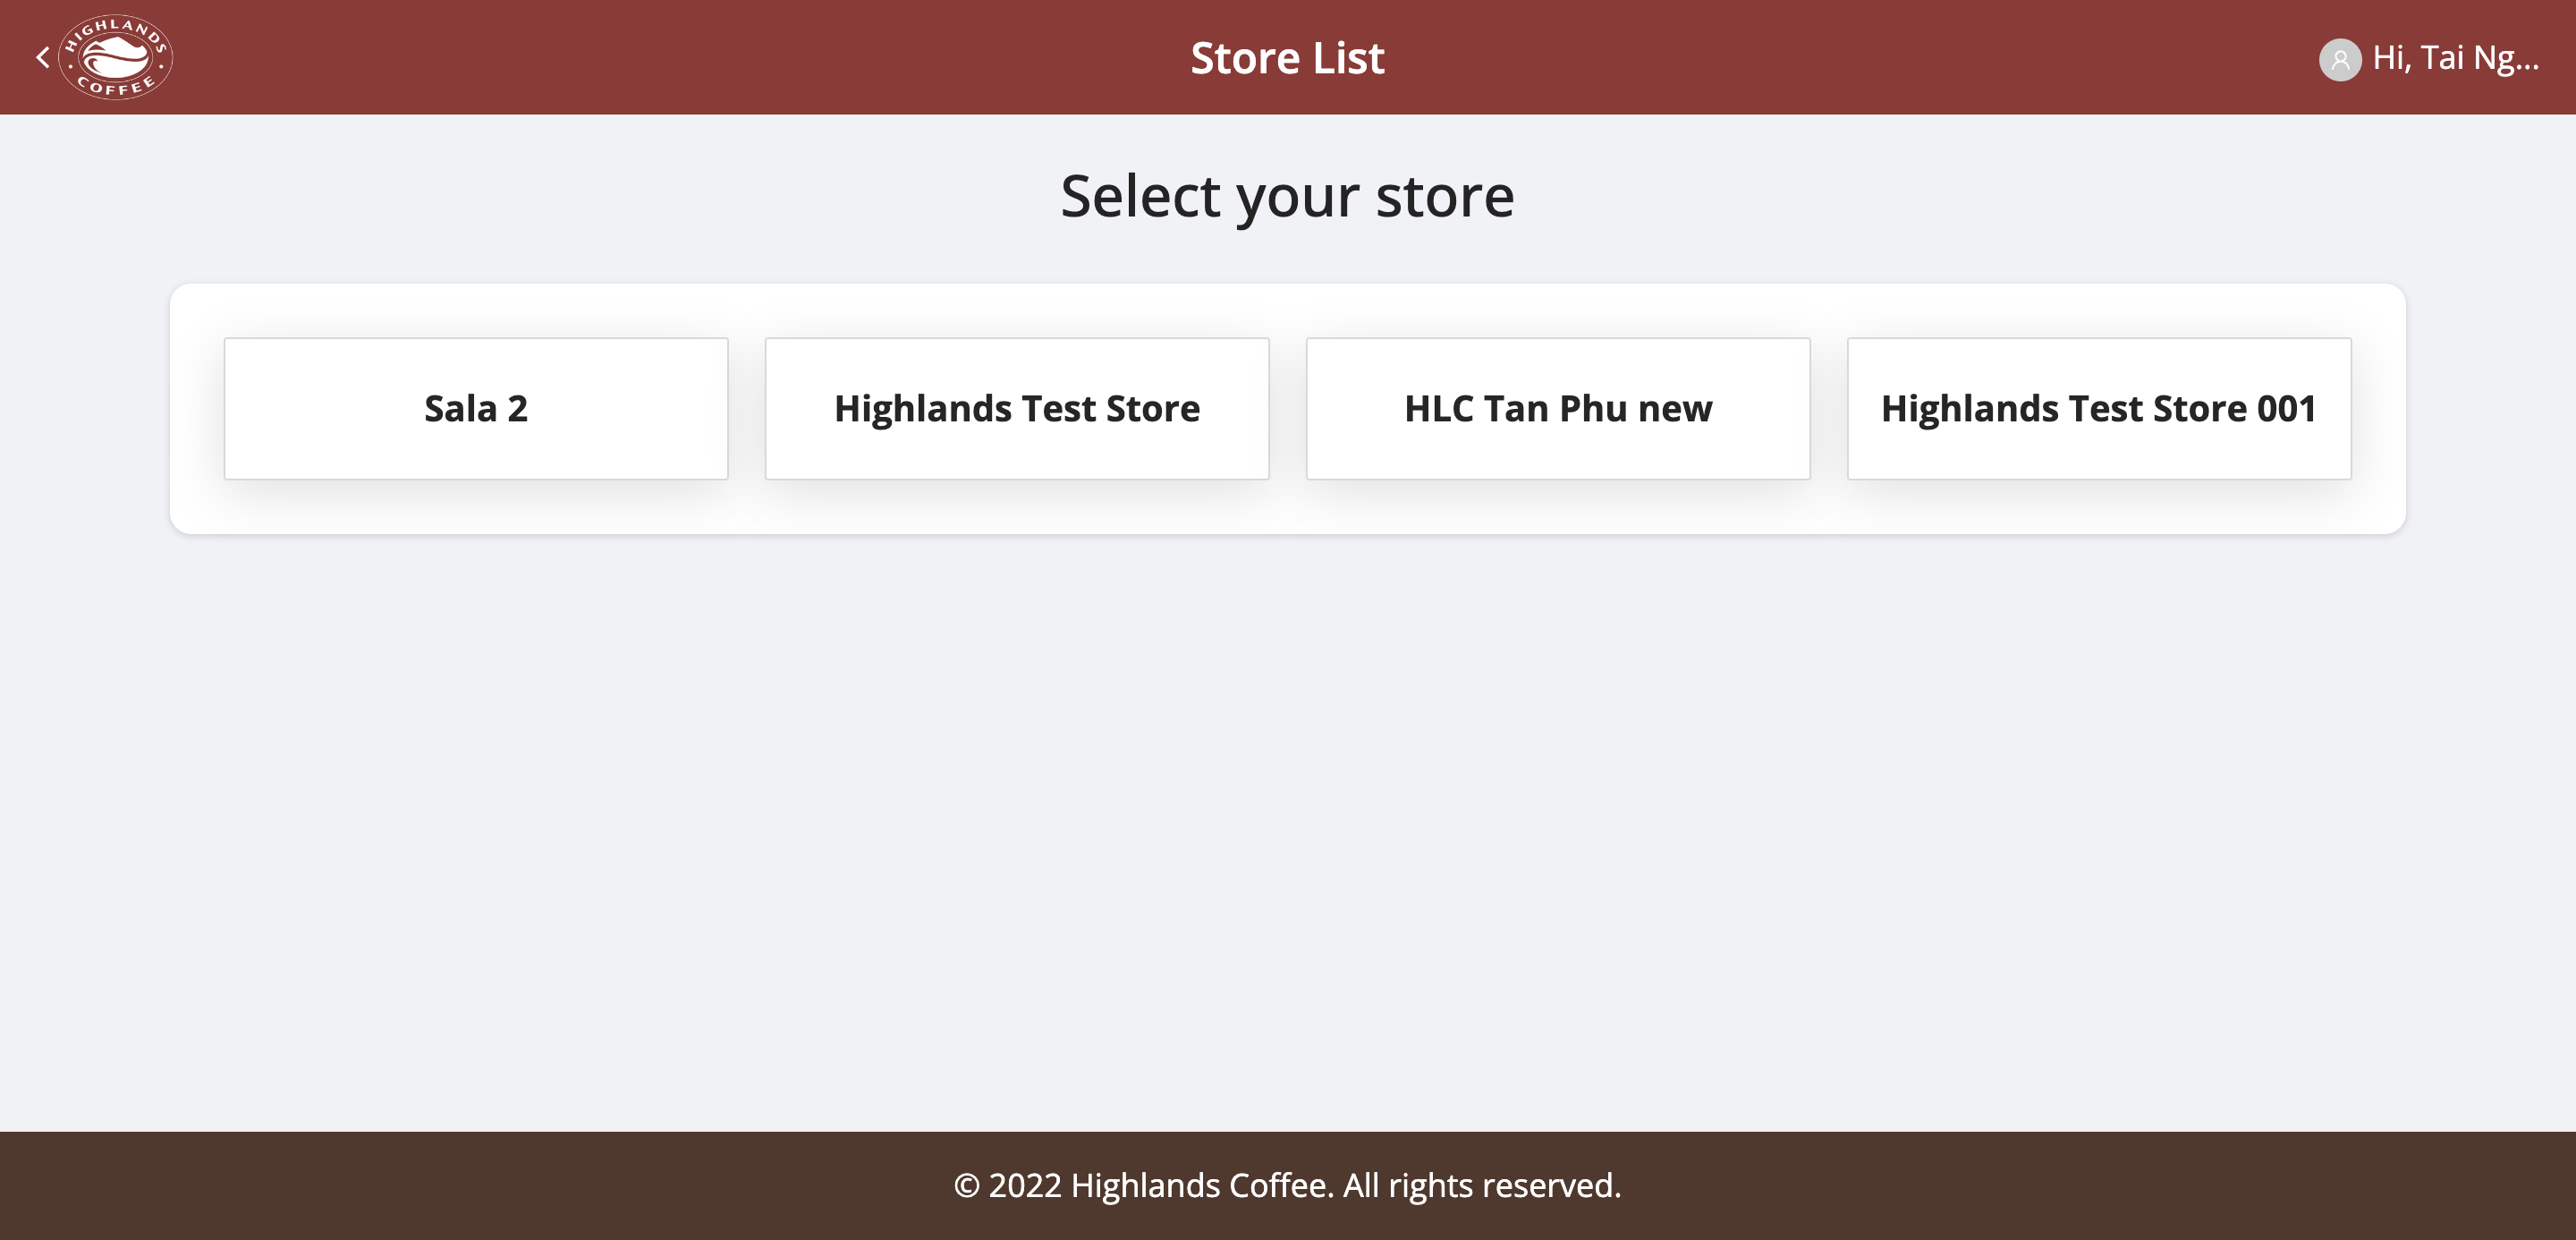 HIGHLANDS
COFFEE
Store List
Hi, Tai Ng...
Select your store
Sala 2
Highlands Test Store
HLC Tan Phu new
Highlands Test Store 001
© 2022 Highlands Coffee. All rights reserved.